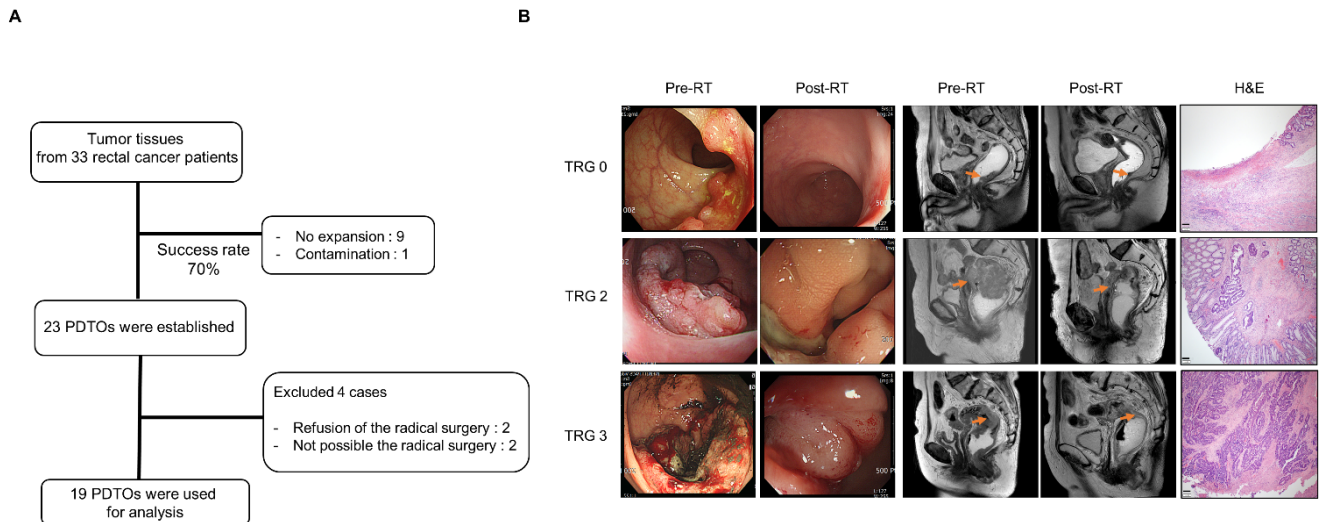 A
Tumor tissues
from 33 rectal cancer patients
Success rate
70%
- No expansion : 9
- Contamination : 1
23 PDTOs were established
Excluded 4 cases
- Refusion of the radical surgery : 2
- Not possible the radical surgery : 2
19 PDTOs were used
for analysis
B
Pre-RT Post-RT Pre-RT Post-RT H&E
TRG 0
TRG 2
TRG 3